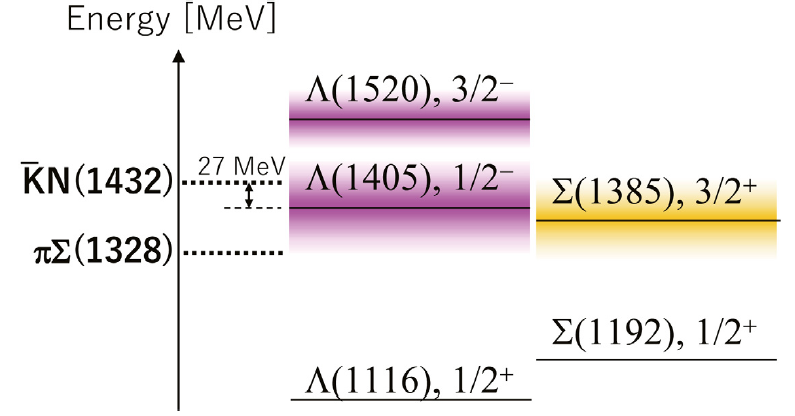 Energy [MeV]
Λ(1520), 3/2⁻
K̅N(1432)
27 MeV
Λ(1405), 1/2⁻
Σ(1385), 3/2⁺
πΣ(1328)
Σ(1192), 1/2⁺
Λ(1116), 1/2⁺